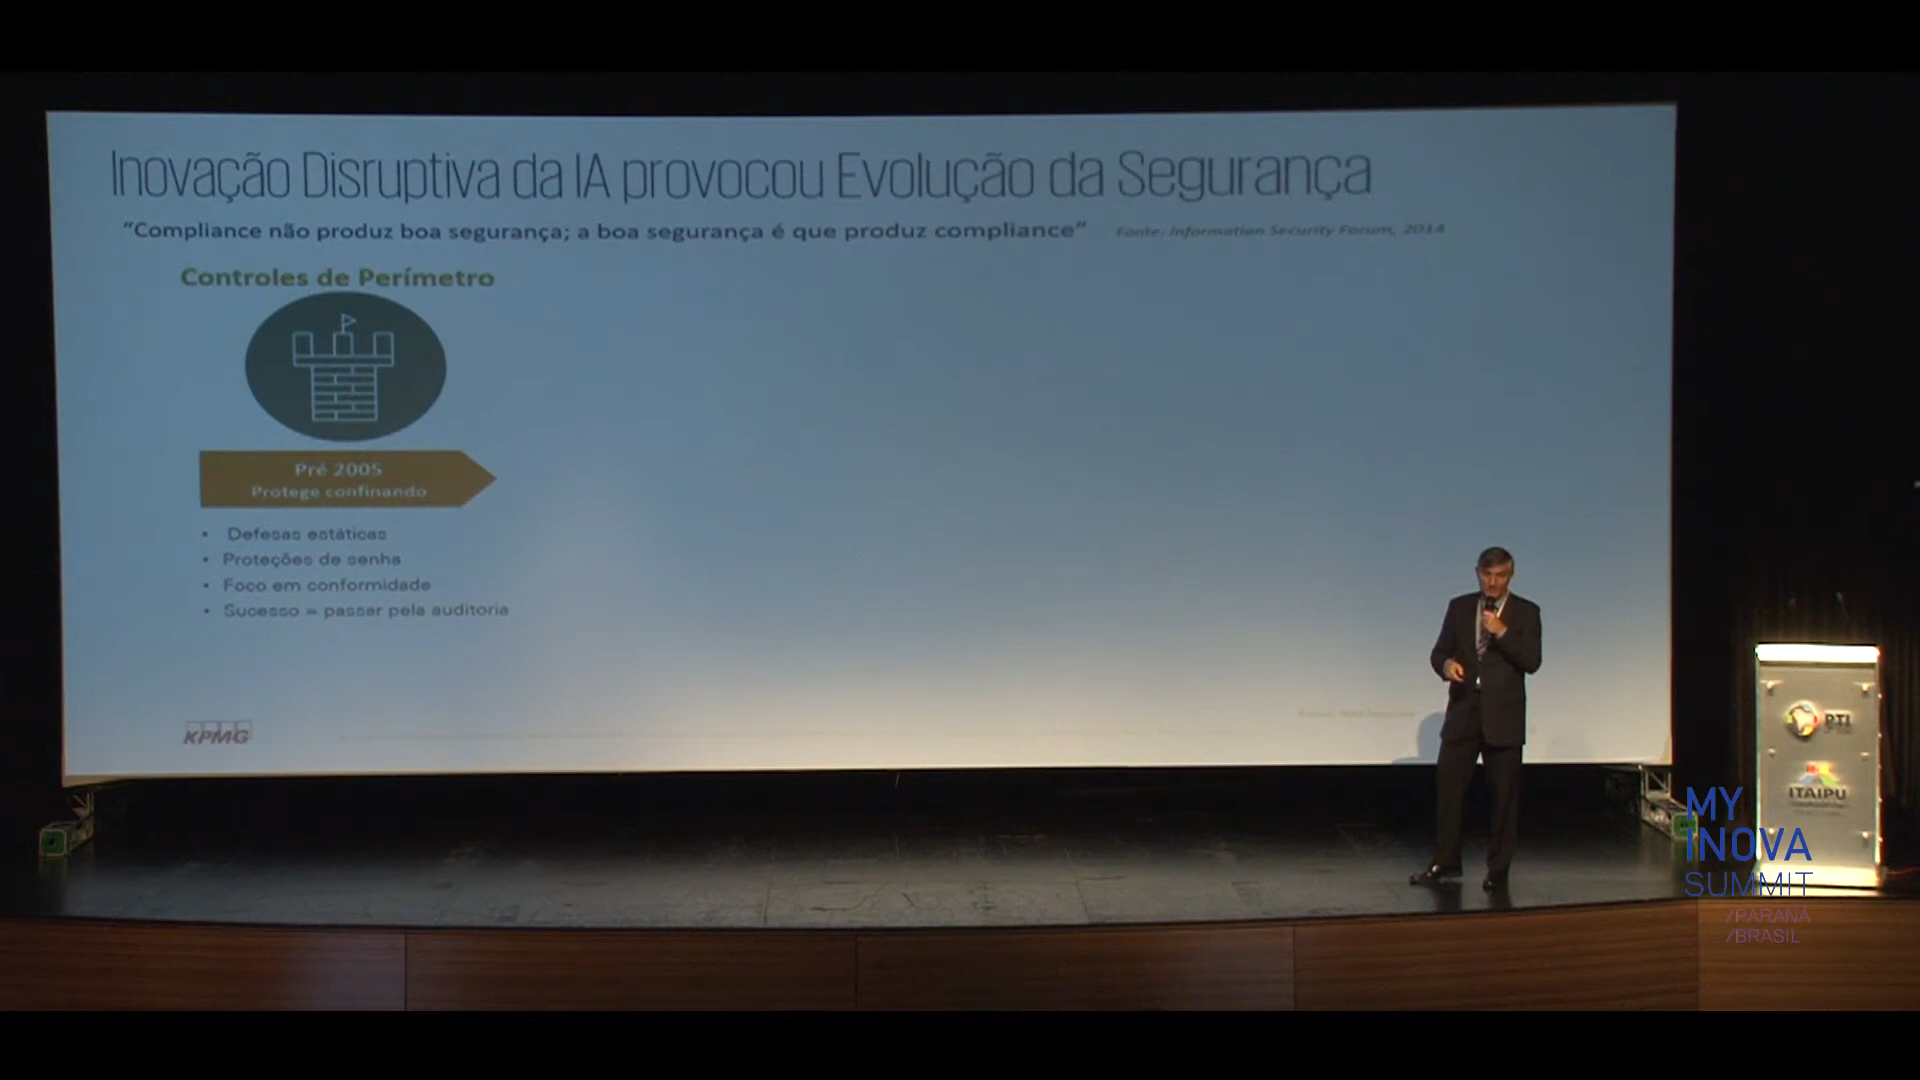 Inovação Disruptiva da IA provocou Evolução da Segurança
“Compliance não produz boa segurança; a boa segurança é que produz compliance” Fonte: Information Security Forum, 2014
Controles de Perímetro
Pré 2005
Protege confinando
• Defesas estáticas
• Proteções de senha
• Foco em conformidade
• Sucesso = passar pela auditoria
KPMG
PTI
ITAIPU
MY
INOVA
SUMMIT
/PARANÁ
/BRASIL